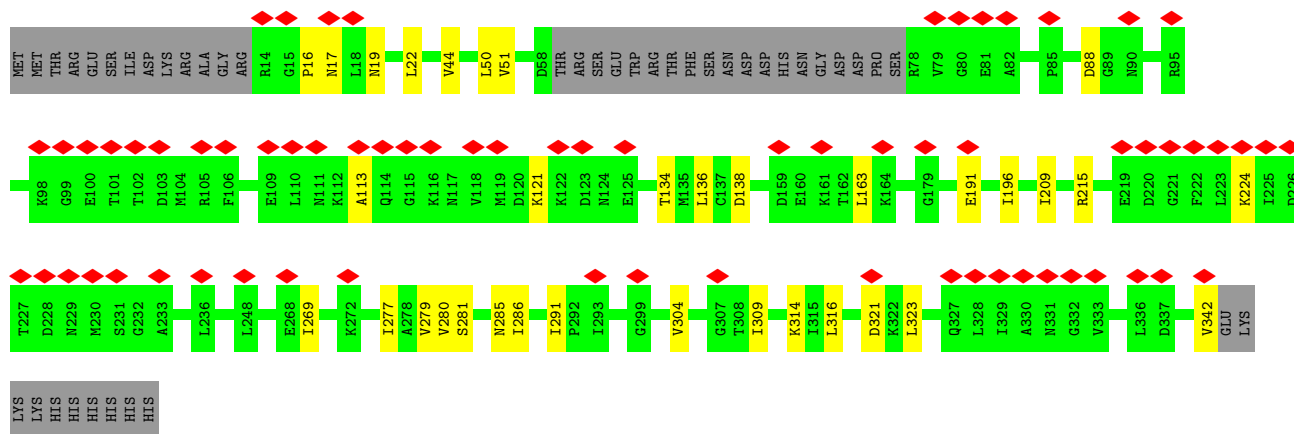 MET MET THR ARG GLU SER ILE ASP LYS ARG ALA GLY ARG R14 G15 P16 N17 L18 N19 L22 V44 L50 V51 D58 THR ARG SER GLU TRP ARG THR PHE SER ASN ASP ASP HIS ASN GLY ASP ASP PRO SER R78 V79 G80 E81 A82 P85 D88 G89 N90 R95
K98 G99 E100 T101 T102 D103 M104 R105 F106 E109 L110 N111 K112 A113 Q114 G115 K116 N117 V118 M119 D120 K121 K122 D123 N124 E125 T134 M135 L136 C137 D138 D159 E160 K161 T162 L163 K164 G179 E191 I196 I209 R215 E219 D220 G221 F222 L223 K224 I225 D226
T227 D228 N229 M230 S231 G232 A233 L236 L248 E268 I269 K272 I277 A278 V279 V280 S281 N285 I286 I291 P292 I293 G299 V304 G307 T308 I309 K314 I315 L316 D321 K322 L323 Q327 L328 I329 A330 N331 G332 V333 L336 D337 V342 GLU LYS
LYS LYS HIS HIS HIS HIS HIS HIS